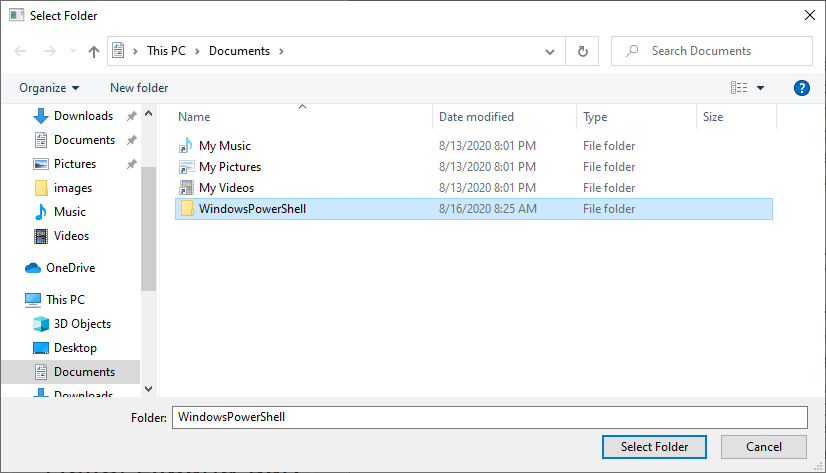 Select Folder
This PC > Documents >
Search Documents
Organize
New folder
Name Date modified Type Size
Downloads
Documents
Pictures
images
Music
Videos
OneDrive
This PC
3D Objects
Desktop
Documents
Downloads
My Music 8/13/2020 8:01 PM File folder
My Pictures 8/13/2020 8:01 PM File folder
My Videos 8/13/2020 8:01 PM File folder
WindowsPowerShell 8/16/2020 8:25 AM File folder
Folder: WindowsPowerShell
Select Folder Cancel